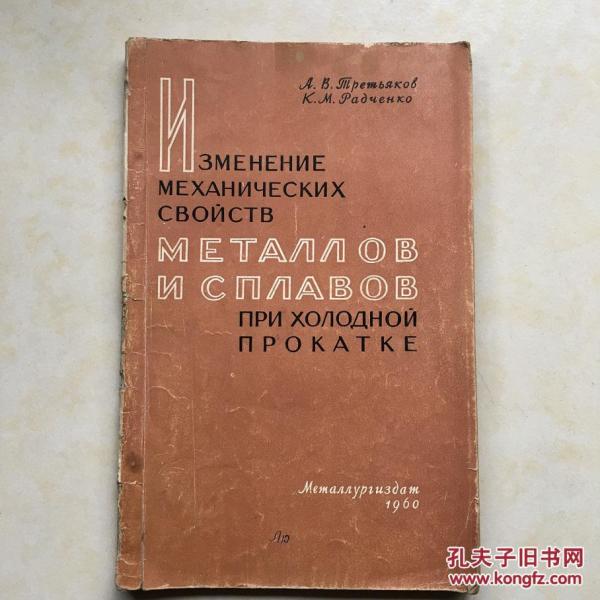 А. В. Третьяков
К. М. Радченко
ИЗМЕНЕНИЕ
МЕХАНИЧЕСКИХ
СВОЙСТВ
МЕТАЛЛОВ
И СПЛАВОВ
ПРИ ХОЛОДНОЙ
ПРОКАТКЕ
Металлургиздат
1960
孔夫子旧书网
www.kongfz.com